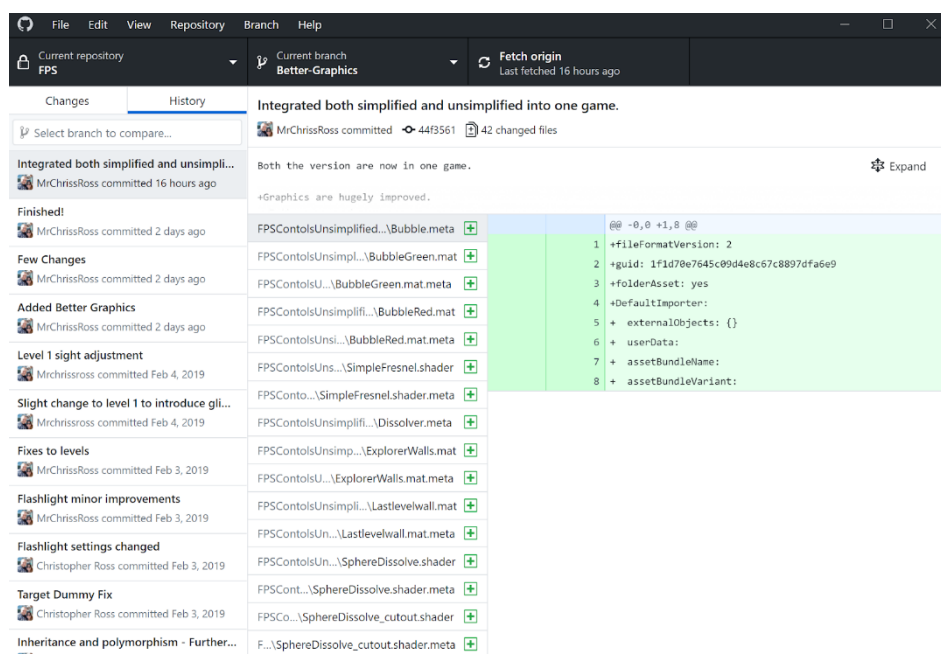 File Edit View Repository Branch Help
Current repository
FPS
Current branch
Better-Graphics
Fetch origin
Last fetched 16 hours ago
Changes History
Select branch to compare...
Integrated both simplified and unsimpli...
MrChrissRoss committed 16 hours ago
Finished!
MrChrissRoss committed 2 days ago
Few Changes
MrChrissRoss committed 2 days ago
Added Better Graphics
MrChrissRoss committed 2 days ago
Level 1 sight adjustment
Mrchrissross committed Feb 4, 2019
Slight change to level 1 to introduce gli...
Mrchrissross committed Feb 4, 2019
Fixes to levels
MrChrissRoss committed Feb 3, 2019
Flashlight minor improvements
MrChrissRoss committed Feb 3, 2019
Flashlight settings changed
Christopher Ross committed Feb 3, 2019
Target Dummy Fix
Christopher Ross committed Feb 3, 2019
Inheritance and polymorphism - Further...
Integrated both simplified and unsimplified into one game.
MrChrissRoss committed 44f3561 42 changed files
Both the version are now in one game.
Expand
+Graphics are hugely improved.
FPSContolsUnsimplified...\Bubble.meta
FPSContolsUnsimpl...\BubbleGreen.mat
FPSContolsU...\BubbleGreen.mat.meta
FPSContolsUnsimplifi...\BubbleRed.mat
FPSContolsUnsi...\BubbleRed.mat.meta
FPSContolsUns...\SimpleFresnel.shader
FPSConto...\SimpleFresnel.shader.meta
FPSContolsUnsimplifi...\Dissolver.meta
FPSContolsUnsimp...\ExplorerWalls.mat
FPSContolsU...\ExplorerWalls.mat.meta
FPSContolsUnsimpli...\Lastlevelwall.mat
FPSContolsUn...\Lastlevelwall.mat.meta
FPSContolsUn...\SphereDissolve.shader
FPSCont...\SphereDissolve.shader.meta
FPSCo...\SphereDissolve_cutout.shader
F...\SphereDissolve_cutout.shader.meta
@@ -0,0 +1,8 @@
1 +fileFormatVersion: 2
2 +guid: 1f1d70e7645c09d4e8c67c8897dfa6e9
3 +folderAsset: yes
4 +DefaultImporter:
5 + externalObjects: {}
6 + userData:
7 + assetBundleName:
8 + assetBundleVariant: